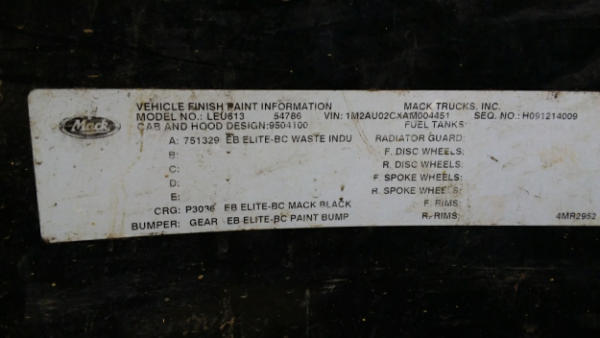 VEHICLE FINISH PAINT INFORMATION MACK TRUCKS, INC.
MODEL NO.: LEU613 54786 VIN: 1M2AU02CXAM004451 SEQ. NO.: H091214009
Mack CAB AND HOOD DESIGN:9504100 FUEL TANKS:
A: 751329 EB ELITE-BC WASTE INDU RADIATOR GUARD:
B: F. DISC WHEELS:
C: R. DISC WHEELS:
D: F. SPOKE WHEELS:
E: R. SPOKE WHEELS:
CRG: P3036 EB ELITE-BC MACK BLACK F. RIMS:
BUMPER: GEAR EB ELITE-BC PAINT BUMP R. RIMS: 4MR2952